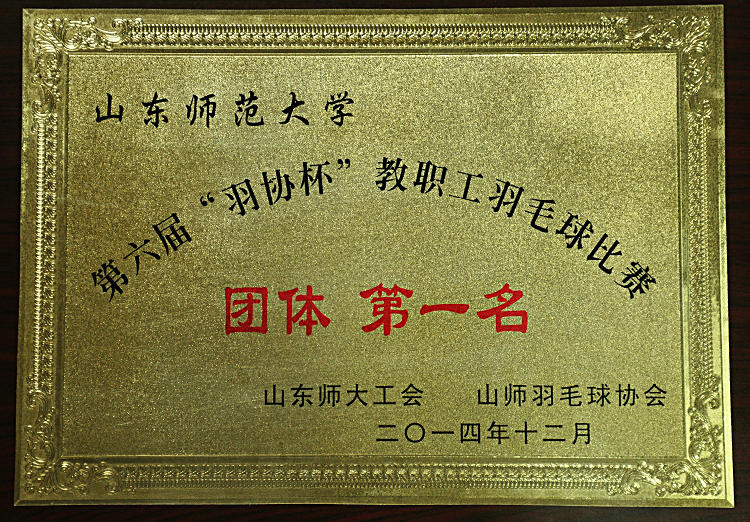 山东师范大学
第六届“羽协杯”教职工羽毛球比赛
团体 第一名
山东师大工会 山师羽毛球协会
二〇一四年十二月